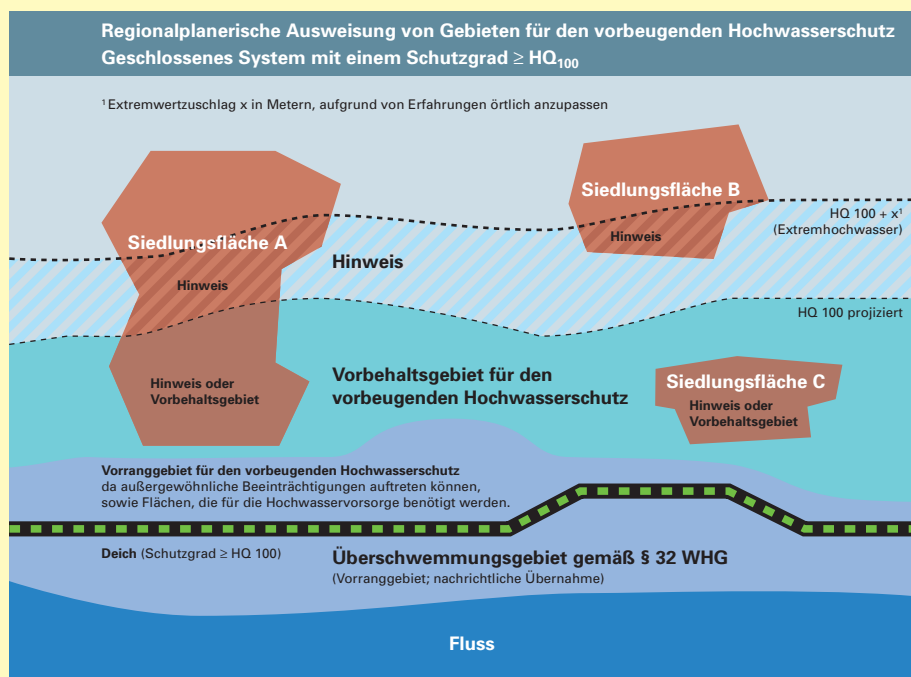 Regionalplanerische Ausweisung von Gebieten für den vorbeugenden Hochwasserschutz
Geschlossenes System mit einem Schutzgrad ≥ HQ100
¹ Extremwertzuschlag x in Metern, aufgrund von Erfahrungen örtlich anzupassen
Siedlungsfläche B
Hinweis
HQ 100 + x¹
(Extremhochwasser)
Siedlungsfläche A
Hinweis
Hinweis
HQ 100 projiziert
Hinweis oder
Vorbehaltsgebiet
Vorbehaltsgebiet für den
vorbeugenden Hochwasserschutz
Siedlungsfläche C
Hinweis oder
Vorbehaltsgebiet
Vorranggebiet für den vorbeugenden Hochwasserschutz
da außergewöhnliche Beeinträchtigungen auftreten können,
sowie Flächen, die für die Hochwasservorsorge benötigt werden.
Deich (Schutzgrad ≥ HQ 100)
Überschwemmungsgebiet gemäß § 32 WHG
(Vorranggebiet; nachrichtliche Übernahme)
Fluss